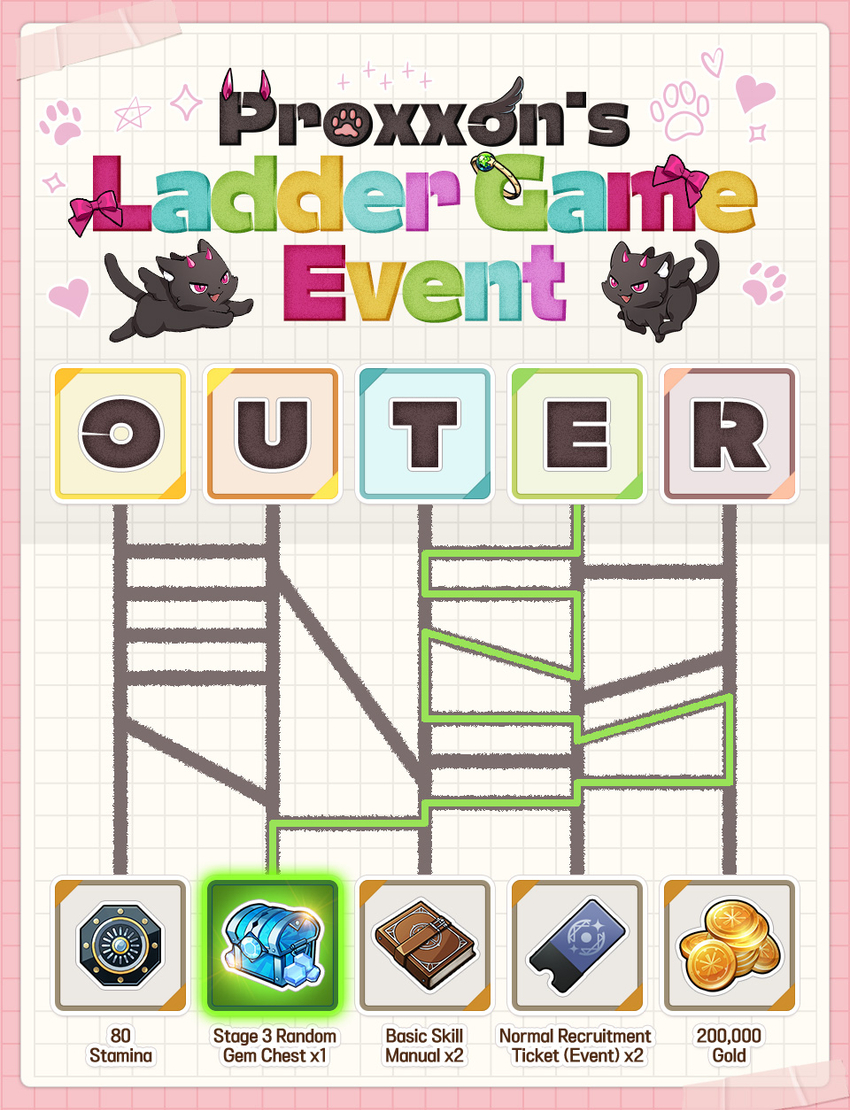 Proxxon's
Ladder Game
Event
O U T E R
80
Stamina
Stage 3 Random
Gem Chest x1
Basic Skill
Manual x2
Normal Recruitment
Ticket (Event) x2
200,000
Gold